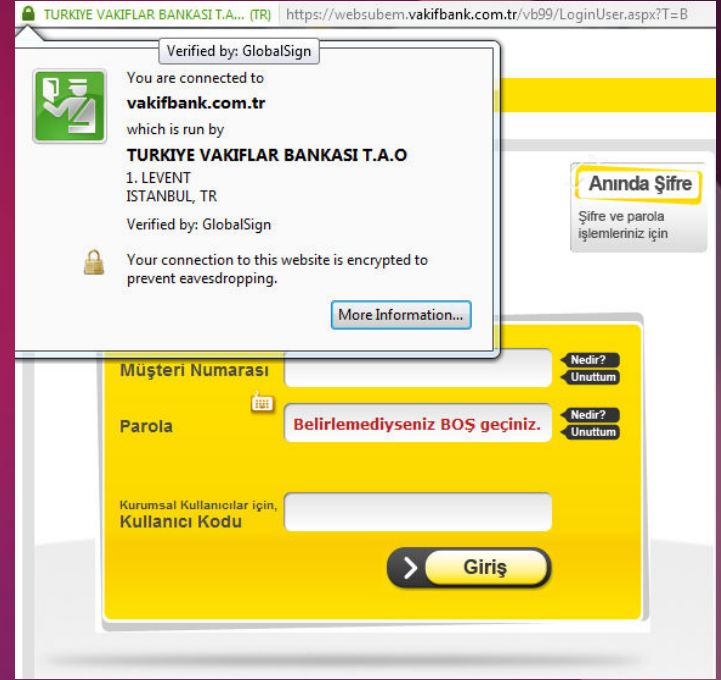 TURKIYE VAKIFLAR BANKASI T.A... (TR) https://websubem.vakifbank.com.tr/vb99/LoginUser.aspx?T=B
Verified by: GlobalSign
You are connected to
vakifbank.com.tr
which is run by
TURKIYE VAKIFLAR BANKASI T.A.O
1. LEVENT
ISTANBUL, TR
Verified by: GlobalSign
Your connection to this website is encrypted to
prevent eavesdropping.
More Information...
Anında Şifre
Şifre ve parola
işlemleriniz için
Müşteri Numarası
Nedir?
Unuttum
Parola
Belirlemediyseniz BOŞ geçiniz.
Nedir?
Unuttum
Kurumsal Kullanıcılar için,
Kullanıcı Kodu
Giriş